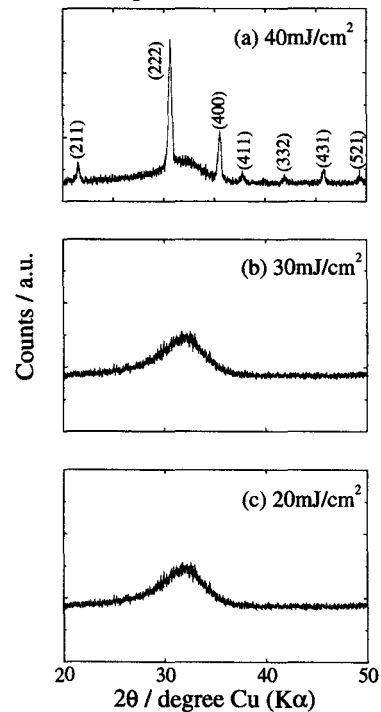 (a) 40mJ/cm²
(222)
(400)
(211)
(411)
(332)
(431)
(521)
(b) 30mJ/cm²
Counts / a.u.
(c) 20mJ/cm²
20 30 40 50
2θ / degree Cu (Kα)